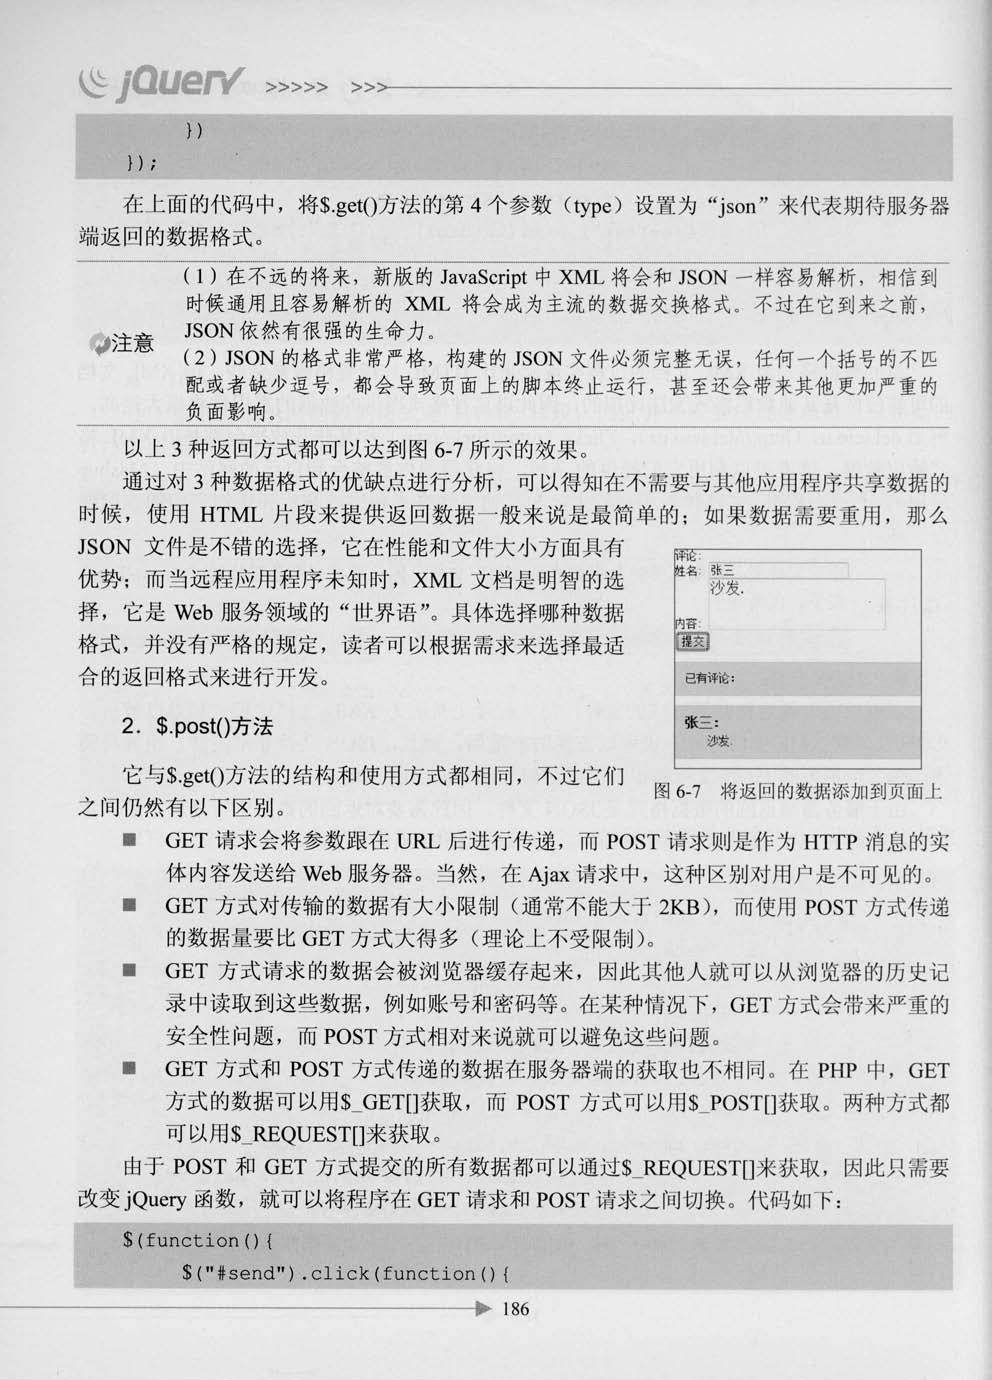 jQuery >>>>> >>>
})
});
在上面的代码中，将$.get()方法的第 4 个参数（type）设置为“json”来代表期待服务器
端返回的数据格式。
（1）在不远的将来，新版的 JavaScript 中 XML 将会和 JSON 一样容易解析，相信到
时候通用且容易解析的 XML 将会成为主流的数据交换格式。不过在它到来之前，
JSON 依然有很强的生命力。
注意
（2）JSON 的格式非常严格，构建的 JSON 文件必须完整无误，任何一个括号的不匹
配或者缺少逗号，都会导致页面上的脚本终止运行，甚至还会带来其他更加严重的
负面影响。
以上 3 种返回方式都可以达到图 6-7 所示的效果。
通过对 3 种数据格式的优缺点进行分析，可以得知在不需要与其他应用程序共享数据的
时候，使用 HTML 片段来提供返回数据一般来说是最简单的；如果数据需要重用，那么
JSON 文件是不错的选择，它在性能和文件大小方面具有
优势；而当远程应用程序未知时，XML 文档是明智的选
择，它是 Web 服务领域的“世界语”。具体选择哪种数据
格式，并没有严格的规定，读者可以根据需求来选择最适
合的返回格式来进行开发。
评论:
姓名: 张三
沙发.
内容:
提交
已有评论:
张三:
沙发.
图 6-7 将返回的数据添加到页面上
2．$.post()方法
它与$.get()方法的结构和使用方式都相同，不过它们
之间仍然有以下区别。
■ GET 请求会将参数跟在 URL 后进行传递，而 POST 请求则是作为 HTTP 消息的实
体内容发送给 Web 服务器。当然，在 Ajax 请求中，这种区别对用户是不可见的。
■ GET 方式对传输的数据有大小限制（通常不能大于 2KB），而使用 POST 方式传递
的数据量要比 GET 方式大得多（理论上不受限制）。
■ GET 方式请求的数据会被浏览器缓存起来，因此其他人就可以从浏览器的历史记
录中读取到这些数据，例如账号和密码等。在某种情况下，GET 方式会带来严重的
安全性问题，而 POST 方式相对来说就可以避免这些问题。
■ GET 方式和 POST 方式传递的数据在服务器端的获取也不相同。在 PHP 中，GET
方式的数据可以用$_GET[]获取，而 POST 方式可以用$_POST[]获取。两种方式都
可以用$_REQUEST[]来获取。
由于 POST 和 GET 方式提交的所有数据都可以通过$_REQUEST[]来获取，因此只需要
改变 jQuery 函数，就可以将程序在 GET 请求和 POST 请求之间切换。代码如下：
$(function(){
$("#send").click(function(){
186